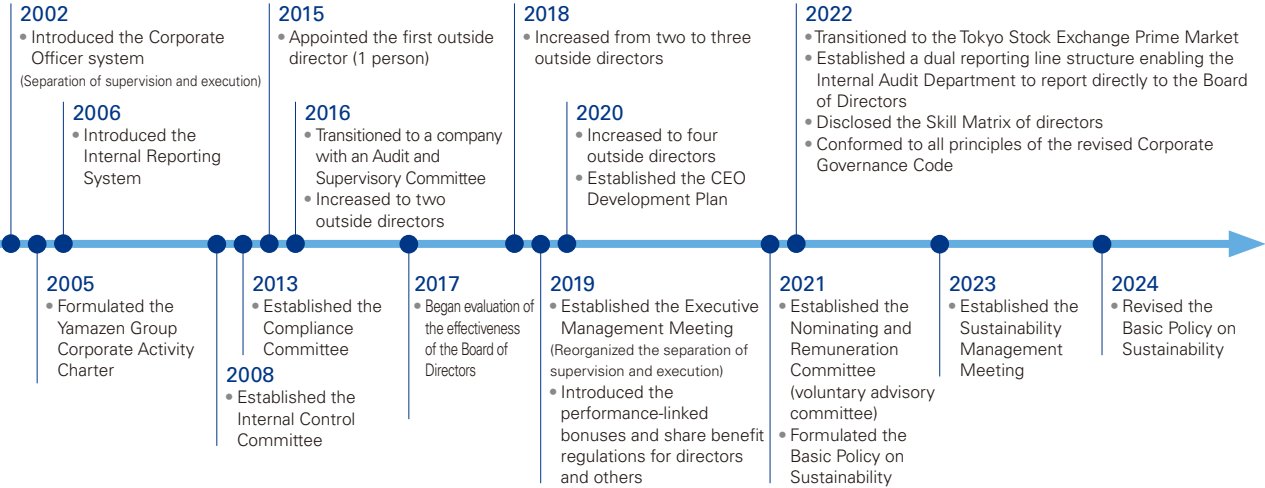 2002
• Introduced the Corporate
Officer system
(Separation of supervision and execution)
2006
• Introduced the
Internal Reporting
System
2015
• Appointed the first outside
director (1 person)
2016
• Transitioned to a company
with an Audit and
Supervisory Committee
• Increased to two
outside directors
2018
• Increased from two to three
outside directors
2020
• Increased to four
outside directors
• Established the CEO
Development Plan
2022
• Transitioned to the Tokyo Stock Exchange Prime Market
• Established a dual reporting line structure enabling the
Internal Audit Department to report directly to the Board
of Directors
• Disclosed the Skill Matrix of directors
• Conformed to all principles of the revised Corporate
Governance Code
2005
• Formulated the
Yamazen Group
Corporate Activity
Charter
2013
• Established the
Compliance
Committee
2008
• Established the
Internal Control
Committee
2017
• Began evaluation of
the effectiveness
of the Board of
Directors
2019
• Established the Executive
Management Meeting
(Reorganized the separation of
supervision and execution)
• Introduced the
performance-linked
bonuses and share benefit
regulations for directors
and others
2021
• Established the
Nominating and
Remuneration
Committee
(voluntary advisory
committee)
• Formulated the
Basic Policy on
Sustainability
2023
• Established the
Sustainability
Management
Meeting
2024
• Revised the
Basic Policy on
Sustainability